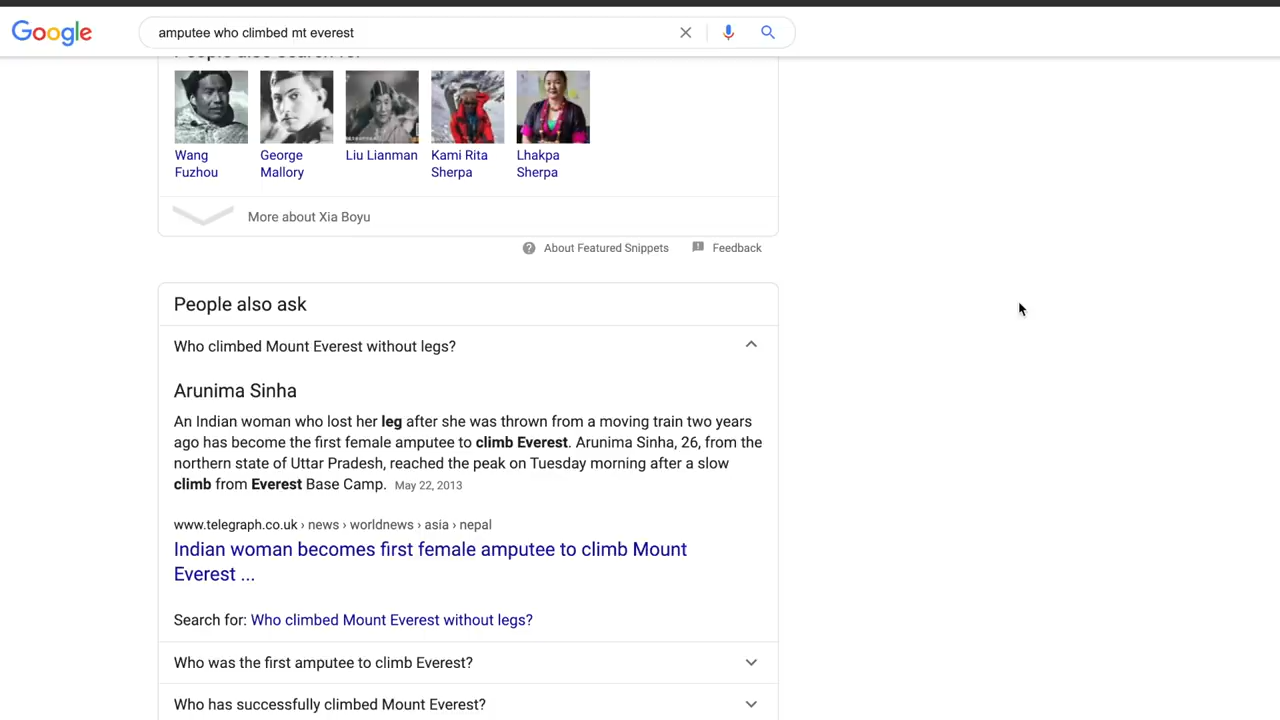 Google
amputee who climbed mt everest
People also search for
Wang
Fuzhou
George
Mallory
Liu Lianman
Kami Rita
Sherpa
Lhakpa
Sherpa
More about Xia Boyu
About Featured Snippets
Feedback
People also ask
Who climbed Mount Everest without legs?
Arunima Sinha
An Indian woman who lost her leg after she was thrown from a moving train two years
ago has become the first female amputee to climb Everest. Arunima Sinha, 26, from the
northern state of Uttar Pradesh, reached the peak on Tuesday morning after a slow
climb from Everest Base Camp. May 22, 2013
www.telegraph.co.uk › news › worldnews › asia › nepal
Indian woman becomes first female amputee to climb Mount
Everest ...
Search for: Who climbed Mount Everest without legs?
Who was the first amputee to climb Everest?
Who has successfully climbed Mount Everest?